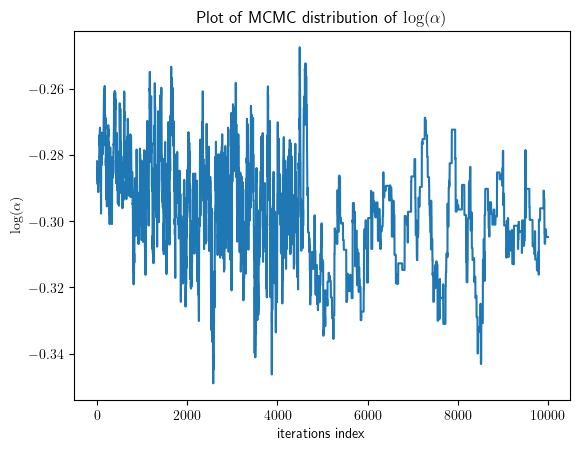 Plot of MCMC distribution of log(α)
−0.26
−0.28
−0.30
−0.32
−0.34
log(α)
0 2000 4000 6000 8000 10000
iterations index